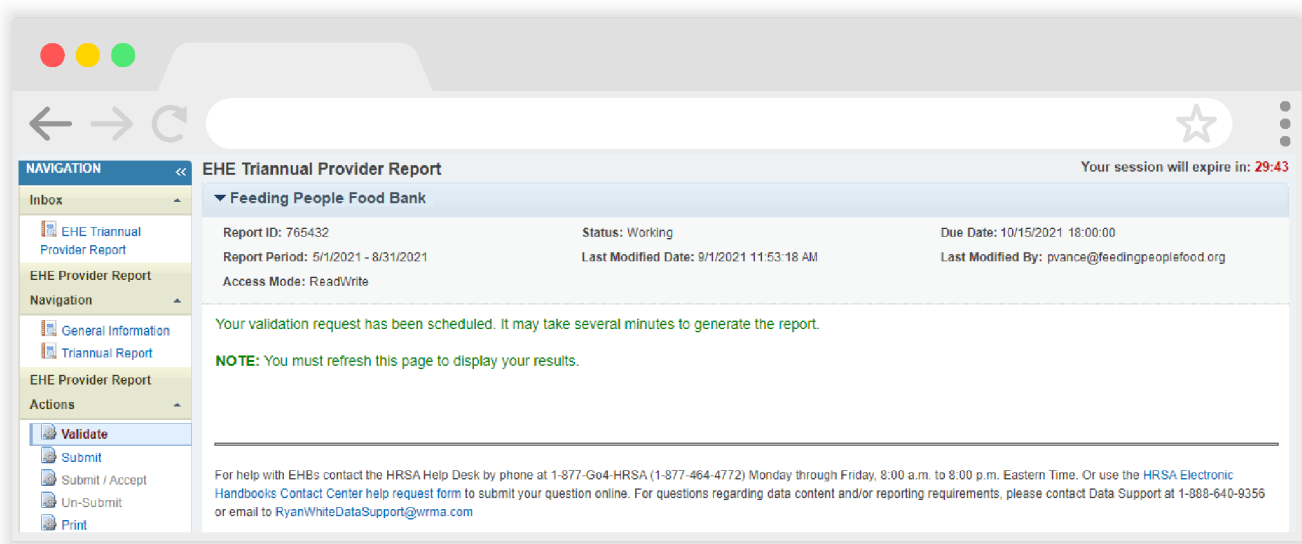 NAVIGATION «
Inbox
EHE Triannual
Provider Report
EHE Provider Report
Navigation
General Information
Triannual Report
EHE Provider Report
Actions
Validate
Submit
Submit / Accept
Un-Submit
Print
EHE Triannual Provider Report
Your session will expire in: 29:43
Feeding People Food Bank
Report ID: 765432 Status: Working Due Date: 10/15/2021 18:00:00
Report Period: 5/1/2021 - 8/31/2021 Last Modified Date: 9/1/2021 11:53:18 AM Last Modified By: pvance@feedingpeoplefood.org
Access Mode: ReadWrite
Your validation request has been scheduled. It may take several minutes to generate the report.
NOTE: You must refresh this page to display your results.
For help with EHBs contact the HRSA Help Desk by phone at 1-877-Go4-HRSA (1-877-464-4772) Monday through Friday, 8:00 a.m. to 8:00 p.m. Eastern Time. Or use the HRSA Electronic
Handbooks Contact Center help request form to submit your question online. For questions regarding data content and/or reporting requirements, please contact Data Support at 1-888-640-9356
or email to RyanWhiteDataSupport@wrma.com